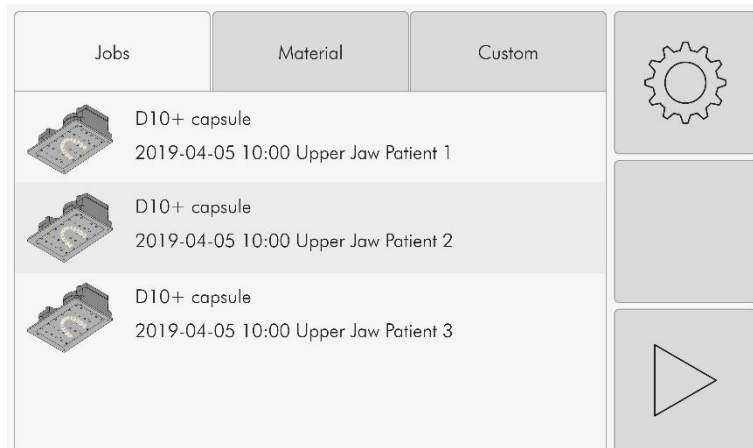 Jobs
Material
Custom
D10+ capsule
2019-04-05 10:00 Upper Jaw Patient 1
D10+ capsule
2019-04-05 10:00 Upper Jaw Patient 2
D10+ capsule
2019-04-05 10:00 Upper Jaw Patient 3